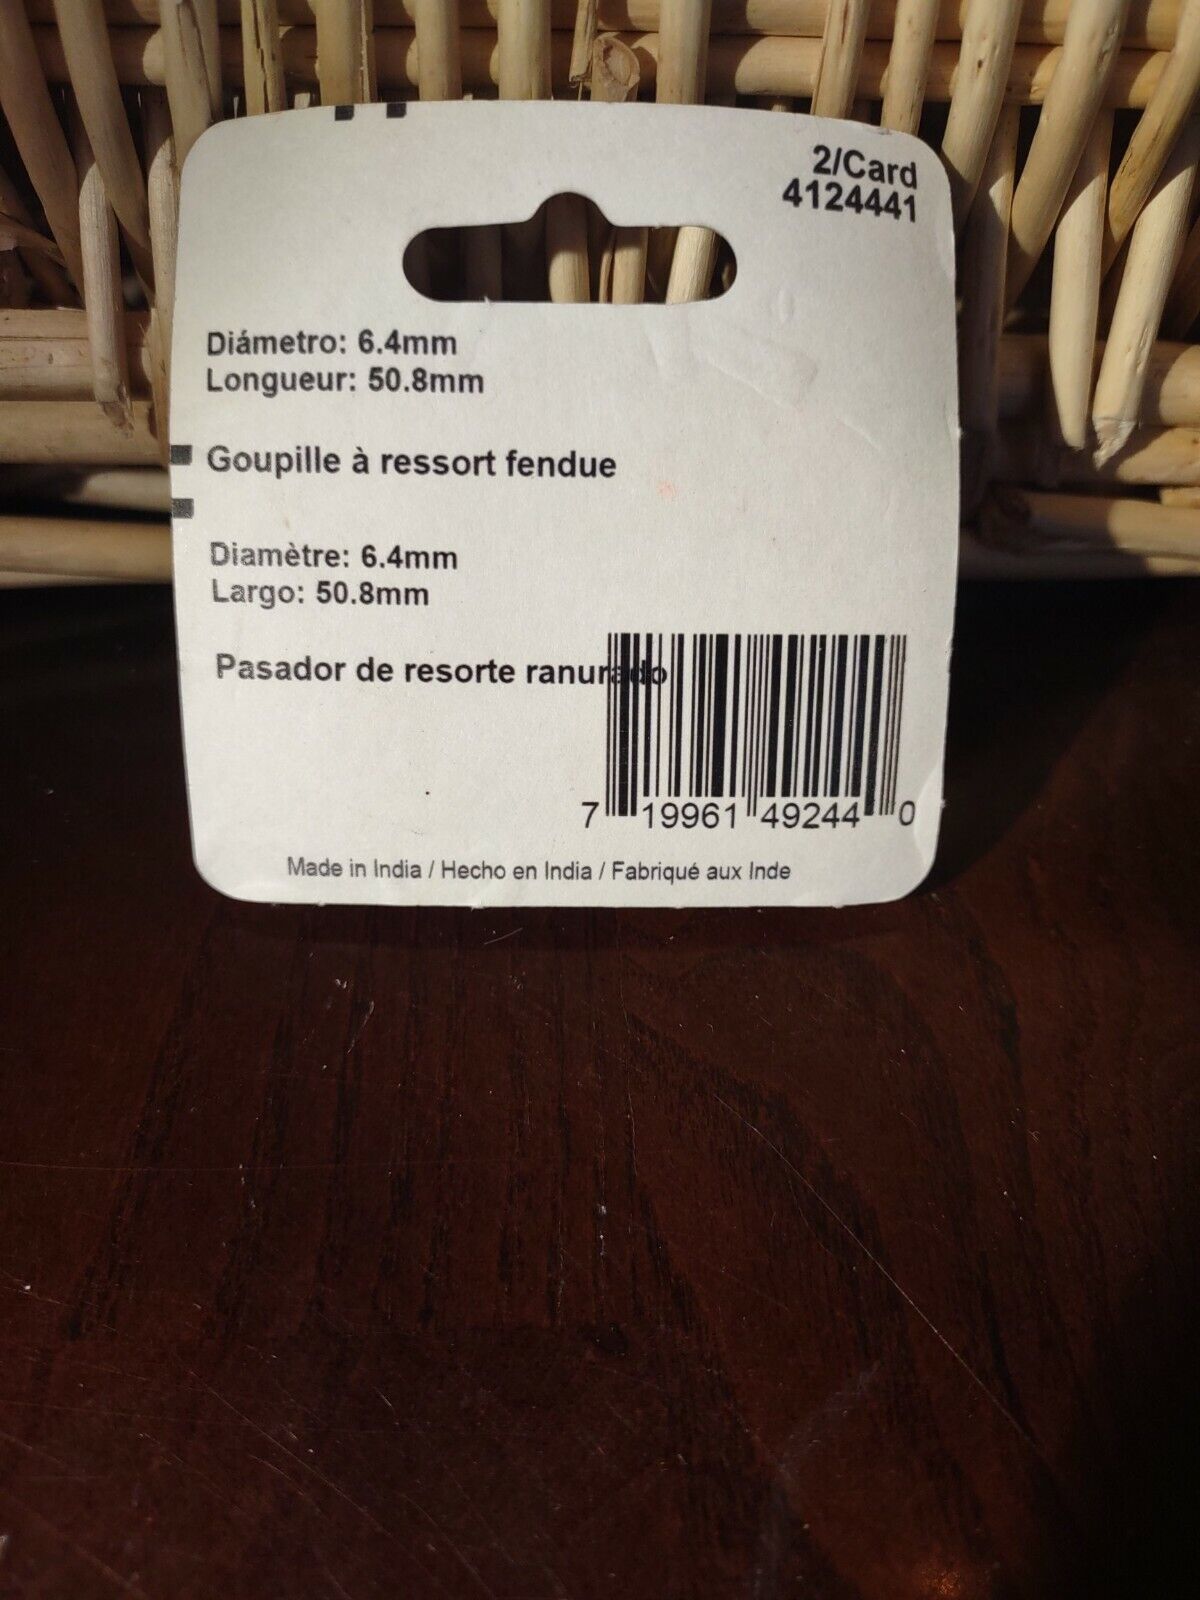 2/Card
4124441
Diámetro: 6.4mm
Longueur: 50.8mm
Goupille à ressort fendue
Diamètre: 6.4mm
Largo: 50.8mm
Pasador de resorte ranurado
7 19961 49244 0
Made in India / Hecho en India / Fabriqué aux Inde